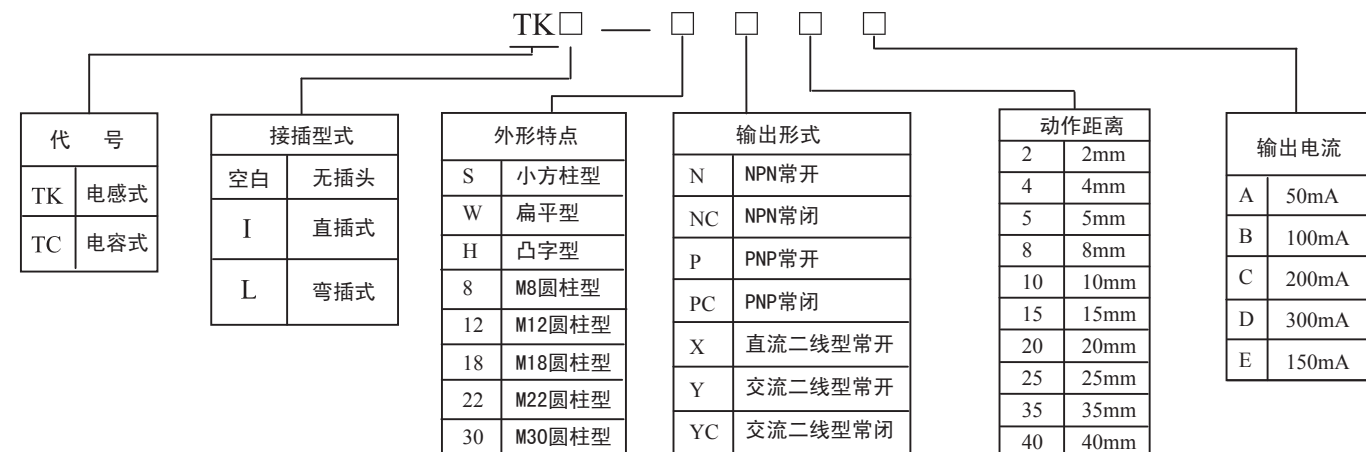 TK□ — □ □ □ □
代 号
TK 电感式
TC 电容式
接插型式
空白 无插头
I 直插式
L 弯插式
外形特点
S 小方柱型
W 扁平型
H 凸字型
8 M8圆柱型
12 M12圆柱型
18 M18圆柱型
22 M22圆柱型
30 M30圆柱型
输出形式
N NPN常开
NC NPN常闭
P PNP常开
PC PNP常闭
X 直流二线型常开
Y 交流二线型常开
YC 交流二线型常闭
动作距离
2 2mm
4 4mm
5 5mm
8 8mm
10 10mm
15 15mm
20 20mm
25 25mm
35 35mm
40 40mm
输出电流
A 50mA
B 100mA
C 200mA
D 300mA
E 150mA